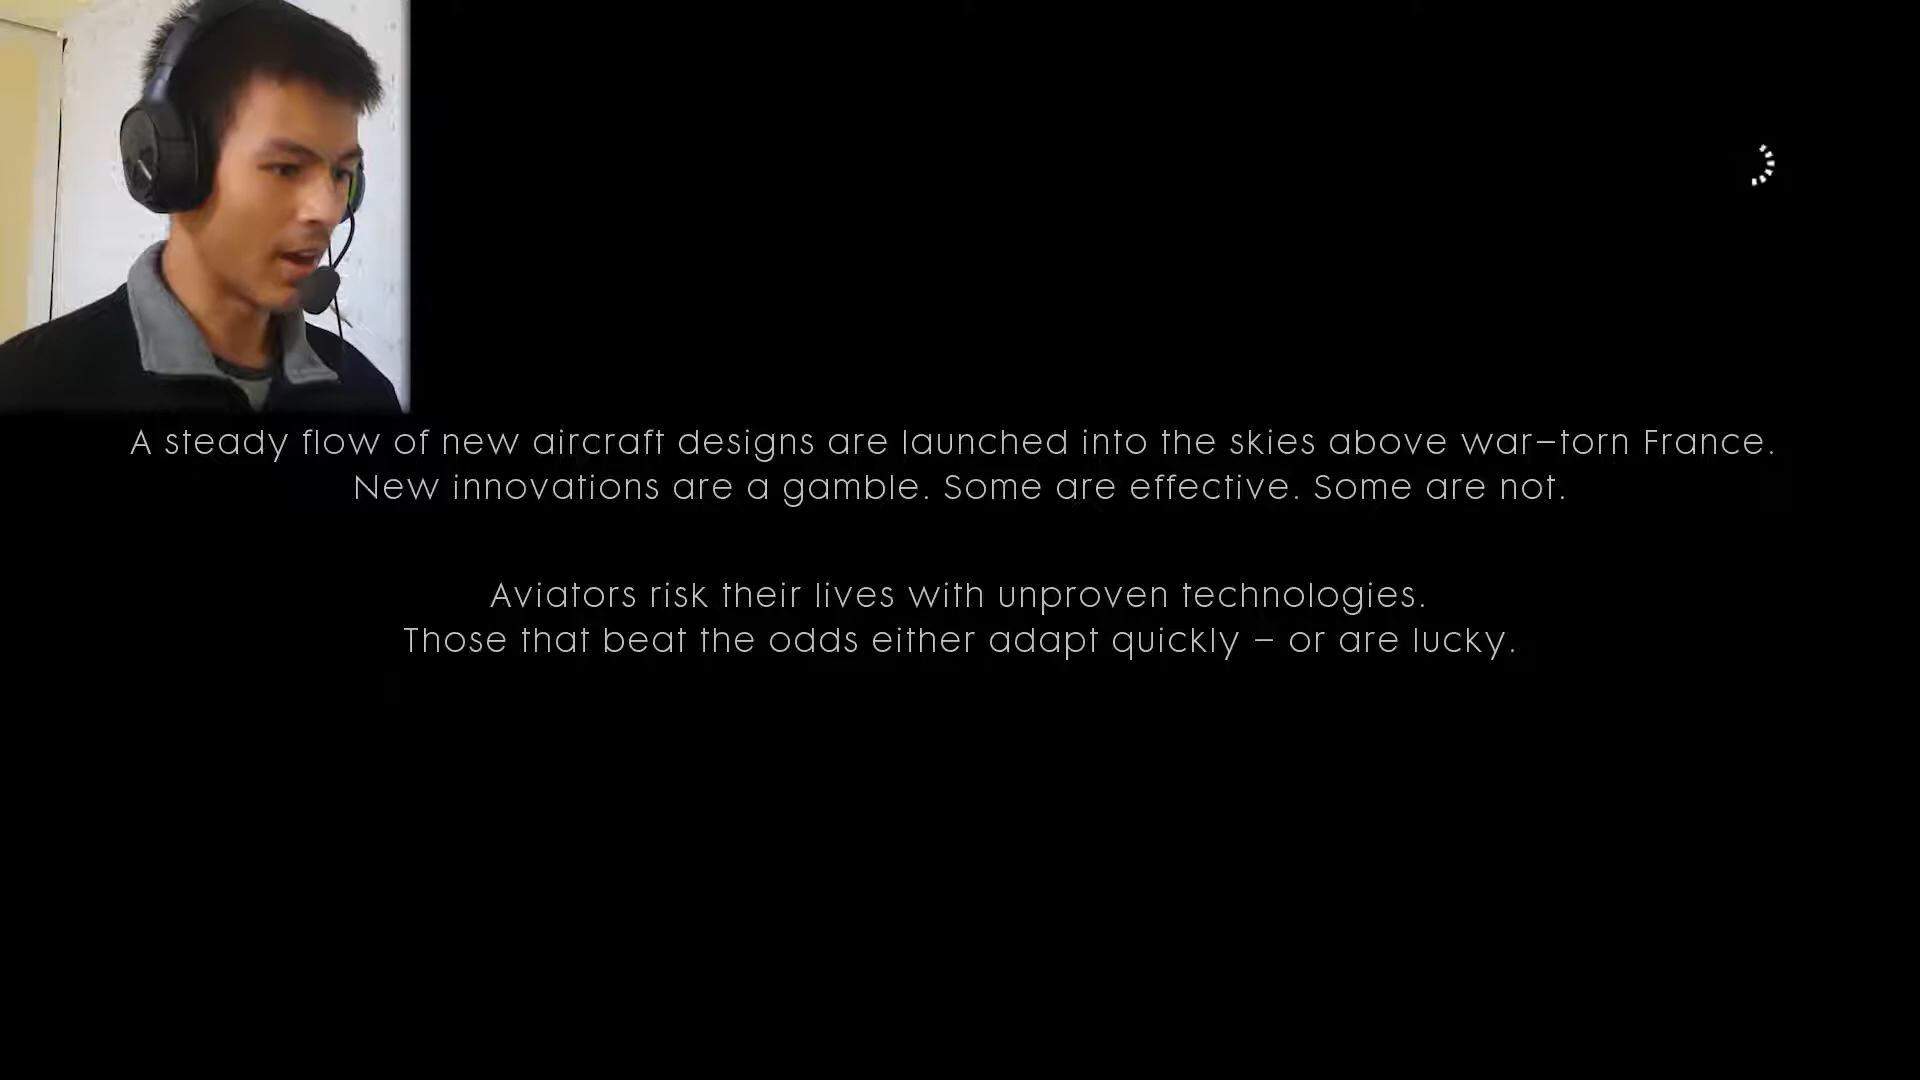 A steady flow of new aircraft designs are launched into the skies above war–torn France.
New innovations are a gamble. Some are effective. Some are not.
Aviators risk their lives with unproven technologies.
Those that beat the odds either adapt quickly – or are lucky.